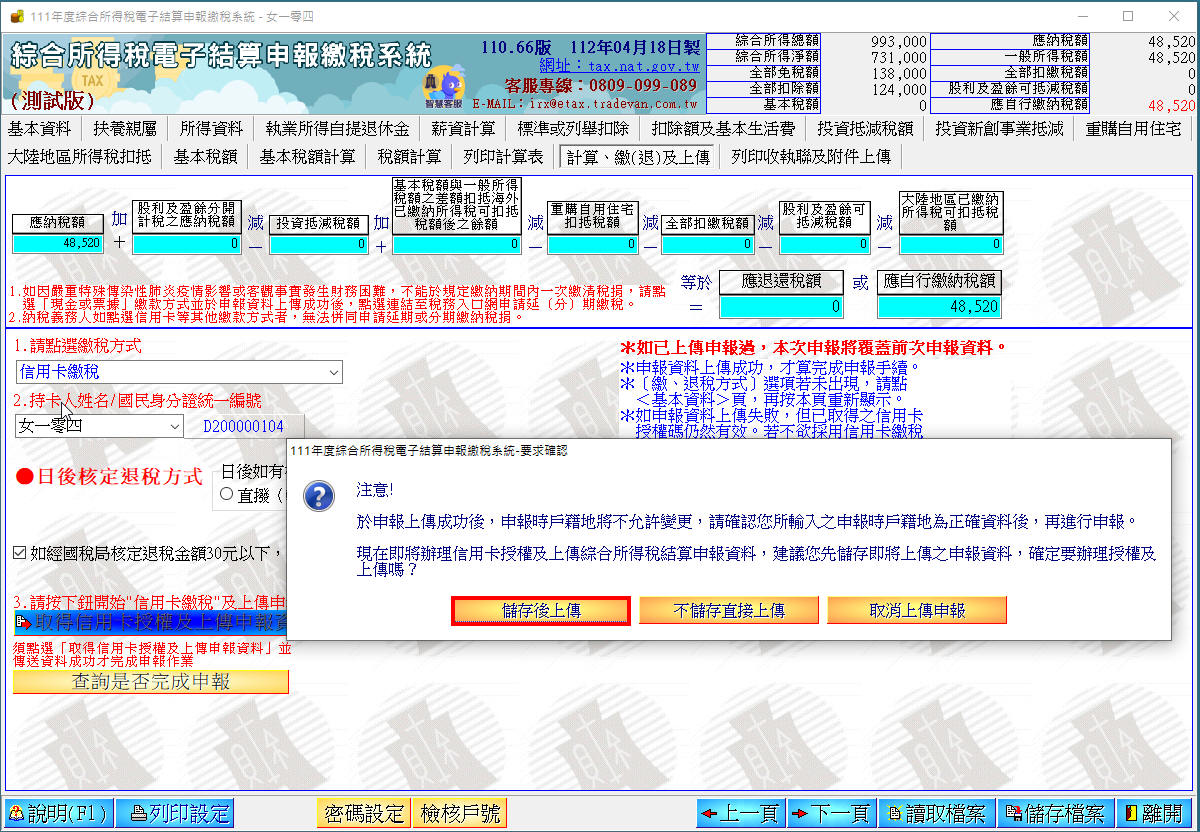 111年度綜合所得稅電子結算申報繳稅系統 - 女一零四
綜合所得稅電子結算申報繳稅系統
(測試版)
TAX
110.66版 112年04月18日製
網址：tax.nat.gov.tw
客服專線：0809-099-089
E-MAIL：irx@etax.tradevan.com.tw
智慧客服
綜合所得總額 993,000 應納稅額 48,520
綜合所得淨額 731,000 一般所得稅額 48,520
全部免稅額 138,000 全部扣繳稅額 0
全部扣除額 124,000 股利及盈餘可抵減稅額 0
基本稅額 0 應自行繳納稅額 48,520
基本資料 扶養親屬 所得資料 執業所得自提退休金 薪資計算 標準或列舉扣除 扣除額及基本生活費 投資抵減稅額 投資新創事業抵減 重購自用住宅
大陸地區所得稅扣抵 基本稅額 基本稅額計算 稅額計算 列印計算表 計算、繳(退)及上傳 列印收執聯及附件上傳
應納稅額
48,520
加
＋
股利及盈餘分開
計稅之應納稅額
0
減
－
投資抵減稅額
0
加
＋
基本稅額與一般所得
稅額之差額扣抵海外
已繳納所得稅可扣抵
稅額後之餘額
0
減
－
重購自用住宅
扣抵稅額
0
減
－
全部扣繳稅額
0
減
－
股利及盈餘可
抵減稅額
0
減
－
大陸地區已繳納
所得稅可扣抵稅
額
0
等於
＝
應退還稅額
0
或
應自行繳納稅額
48,520
1.如因嚴重特殊傳染性肺炎疫情影響或客觀事實發生財務困難，不能於規定繳納期間內一次繳清稅捐，請點
選「現金或票據」繳款方式並於申報資料上傳成功後，點選連結至稅務入口網申請延（分）期繳稅。
2.納稅義務人如點選信用卡等其他繳款方式者，無法併同申請延期或分期繳納稅捐。
1.請點選繳稅方式
信用卡繳稅
2.持卡人姓名/國民身分證統一編號
女一零四 D200000104
＊如已上傳申報過，本次申報將覆蓋前次申報資料。
＊申報資料上傳成功，才算完成申報手續。
＊〔繳、退稅方式〕選項若未出現，請點
＜基本資料＞頁，再按本頁重新顯示。
＊如申報資料上傳失敗，但已取得之信用卡
授權碼仍然有效。若不欲採用信用卡繳稅
●日後核定退稅方式
日後如有
直撥（
如經國稅局核定退稅金額30元以下，
3.請按下鈕開始"信用卡繳稅"及上傳申
取得信用卡授權及上傳申報資
須點選「取得信用卡授權及上傳申報資料」並
傳送資料成功才完成申報作業
查詢是否完成申報
111年度綜合所得稅電子結算申報繳稅系統-要求確認
注意!
於申報上傳成功後，申報時戶籍地將不允許變更，請確認您所輸入之申報時戶籍地為正確資料後，再進行申報。
現在即將辦理信用卡授權及上傳綜合所得稅結算申報資料，建議您先儲存即將上傳之申報資料，確定要辦理授權及
上傳嗎？
儲存後上傳 不儲存直接上傳 取消上傳申報
說明(F1) 列印設定 密碼設定 檢核戶號 上一頁 下一頁 讀取檔案 儲存檔案 離開